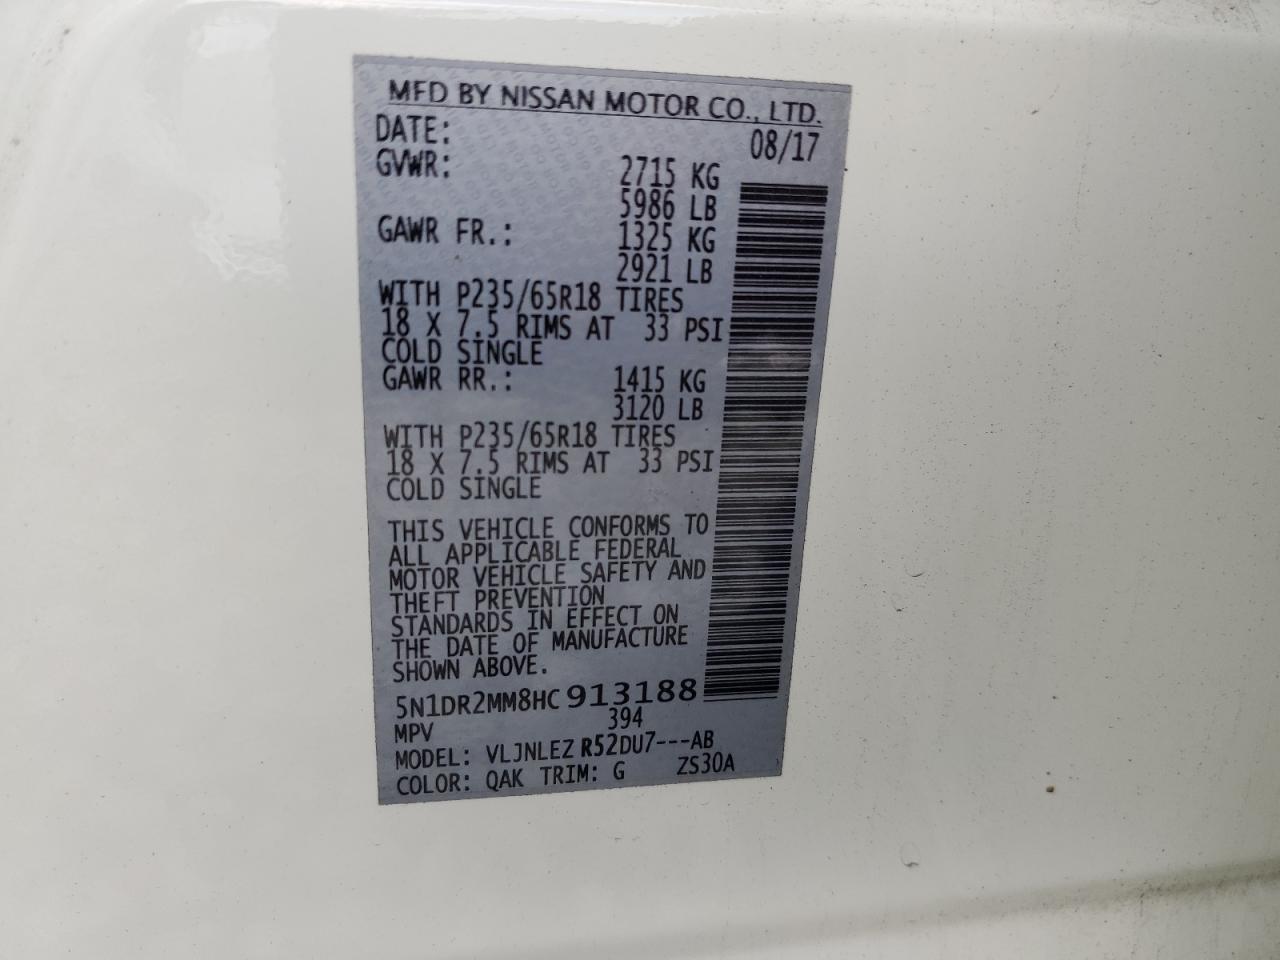 MFD BY NISSAN MOTOR CO., LTD.
DATE: 08/17
GVWR: 2715 KG
5986 LB
GAWR FR.: 1325 KG
2921 LB
WITH P235/65R18 TIRES
18 X 7.5 RIMS AT 33 PSI
COLD SINGLE
GAWR RR.: 1415 KG
3120 LB
WITH P235/65R18 TIRES
18 X 7.5 RIMS AT 33 PSI
COLD SINGLE
THIS VEHICLE CONFORMS TO
ALL APPLICABLE FEDERAL
MOTOR VEHICLE SAFETY AND
THEFT PREVENTION
STANDARDS IN EFFECT ON
THE DATE OF MANUFACTURE
SHOWN ABOVE.
5N1DR2MM8HC913188
MPV 394
MODEL: VLJNLEZ R52DU7---AB
COLOR: QAK TRIM: G ZS30A